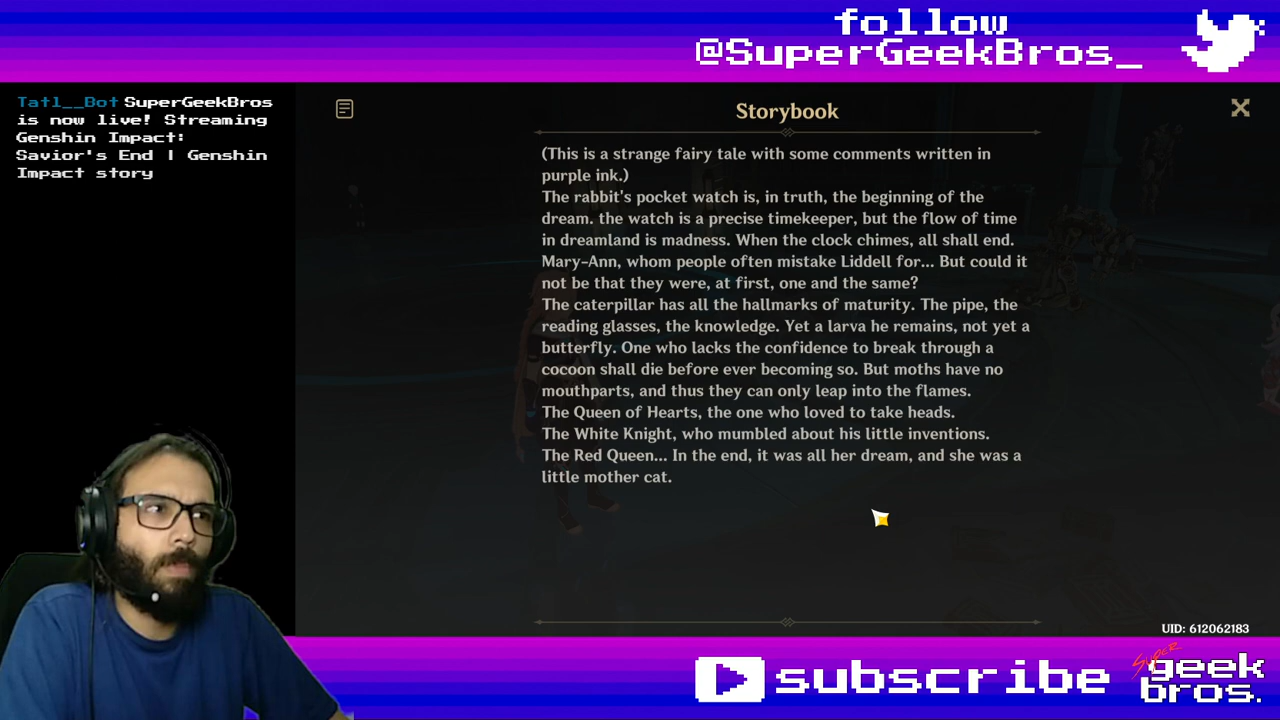 follow
@SuperGeekBros_
Tatl__Bot SuperGeekBros
is now live! Streaming
Genshin Impact:
Savior's End | Genshin
Impact story
Storybook
(This is a strange fairy tale with some comments written in
purple ink.)
The rabbit's pocket watch is, in truth, the beginning of the
dream. the watch is a precise timekeeper, but the flow of time
in dreamland is madness. When the clock chimes, all shall end.
Mary-Ann, whom people often mistake Liddell for... But could it
not be that they were, at first, one and the same?
The caterpillar has all the hallmarks of maturity. The pipe, the
reading glasses, the knowledge. Yet a larva he remains, not yet a
butterfly. One who lacks the confidence to break through a
cocoon shall die before ever becoming so. But moths have no
mouthparts, and thus they can only leap into the flames.
The Queen of Hearts, the one who loved to take heads.
The White Knight, who mumbled about his little inventions.
The Red Queen... In the end, it was all her dream, and she was a
little mother cat.
UID: 612062183
subscribe
SUPER
geek
bros.